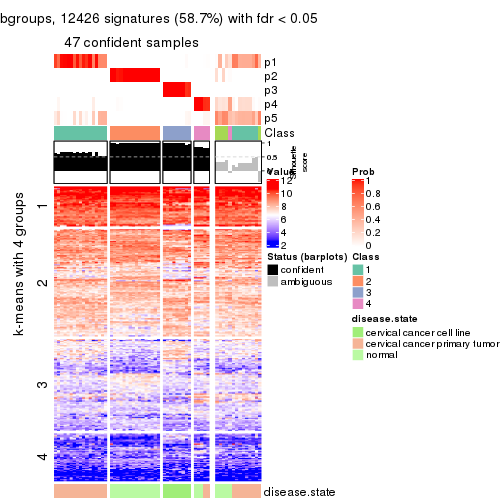 bgroups, 12426 signatures (58.7%) with fdr < 0.05
47 confident samples
p1
p2
p3
p4
p5
Class
1
0.5
0
Silhouette
score
k-means with 4 groups
1
2
3
4
disease.state
Value
12
10
8
6
4
2
Status (barplots)
confident
ambiguous
Prob
1
0.8
0.6
0.4
0.2
0
Class
1
2
3
4
disease.state
cervical cancer cell line
cervical cancer primary tumor
normal